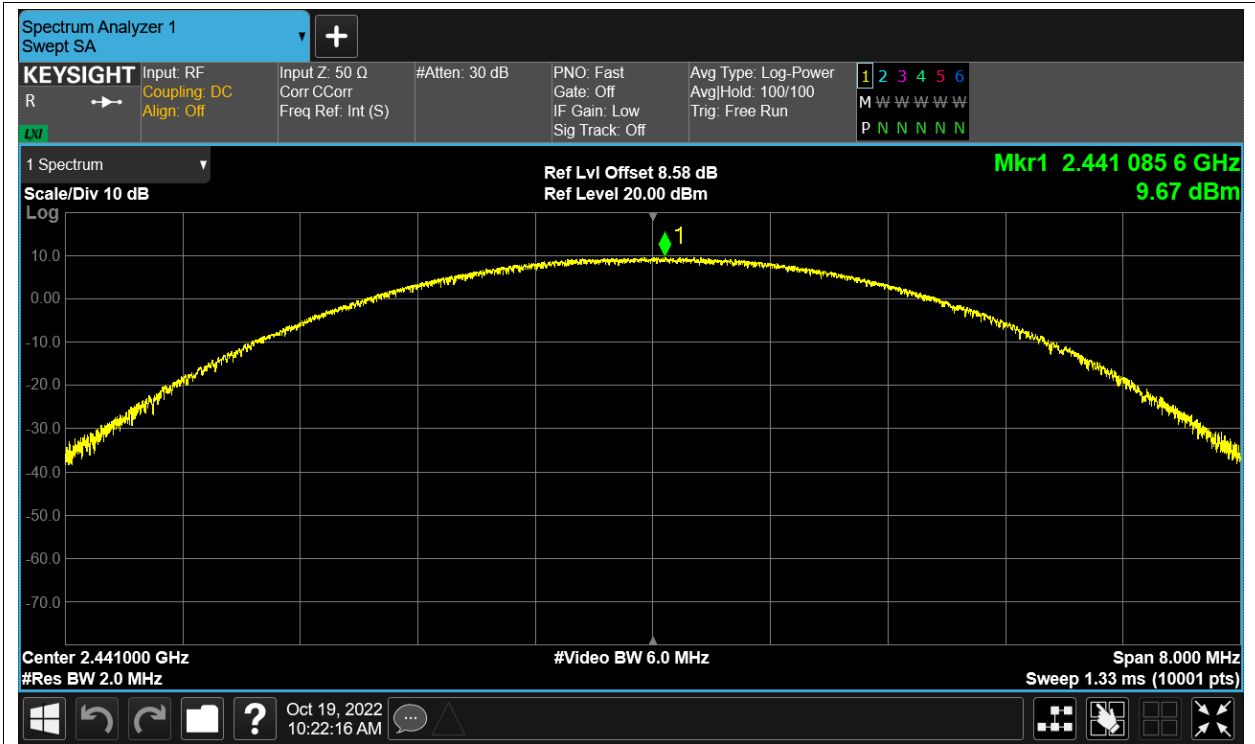 Spectrum Analyzer 1
Swept SA
KEYSIGHT
R
LXI
Input: RF
Coupling: DC
Align: Off
Input Z: 50 Ω
Corr CCorr
Freq Ref: Int (S)
#Atten: 30 dB
PNO: Fast
Gate: Off
IF Gain: Low
Sig Track: Off
Avg Type: Log-Power
Avg|Hold: 100/100
Trig: Free Run
1 2 3 4 5 6
M W W W W W
P N N N N N
1 Spectrum
Scale/Div 10 dB
Log
Ref Lvl Offset 8.58 dB
Ref Level 20.00 dBm
Mkr1 2.441 085 6 GHz
9.67 dBm
1
10.0
0.00
-10.0
-20.0
-30.0
-40.0
-50.0
-60.0
-70.0
Center 2.441000 GHz
#Res BW 2.0 MHz
#Video BW 6.0 MHz
Span 8.000 MHz
Sweep 1.33 ms (10001 pts)
?
Oct 19, 2022
10:22:16 AM